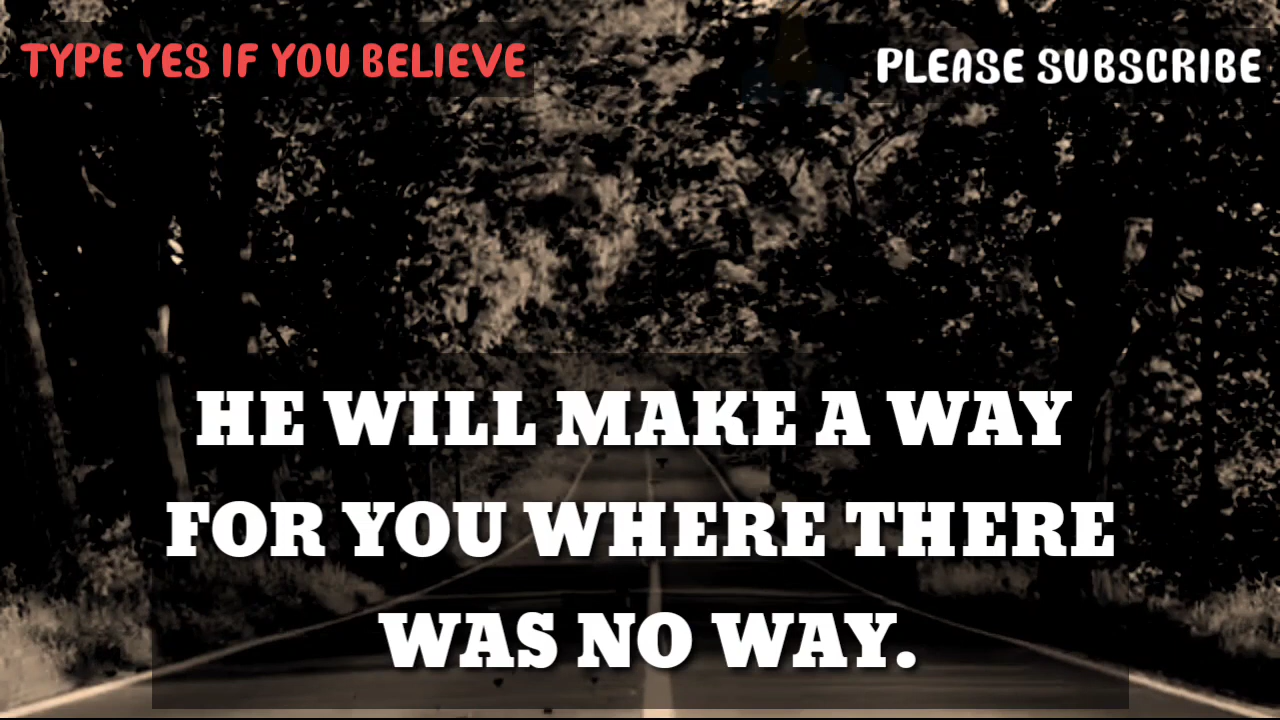 TYPE YES IF YOU BELIEVE
PLEASE SUBSCRIBE
HE WILL MAKE A WAY
FOR YOU WHERE THERE
WAS NO WAY.